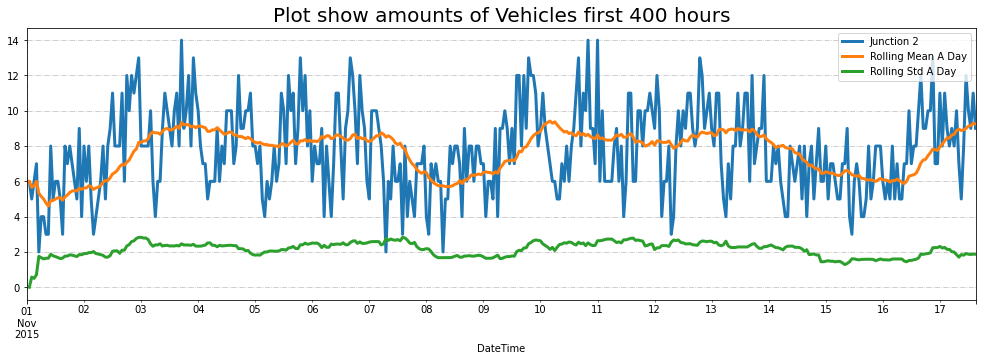 Plot show amounts of Vehicles first 400 hours
14
12
10
8
6
4
2
0
Junction 2
Rolling Mean A Day
Rolling Std A Day
01 02 03 04 05 06 07 08 09 10 11 12 13 14 15 16 17
Nov
2015
DateTime